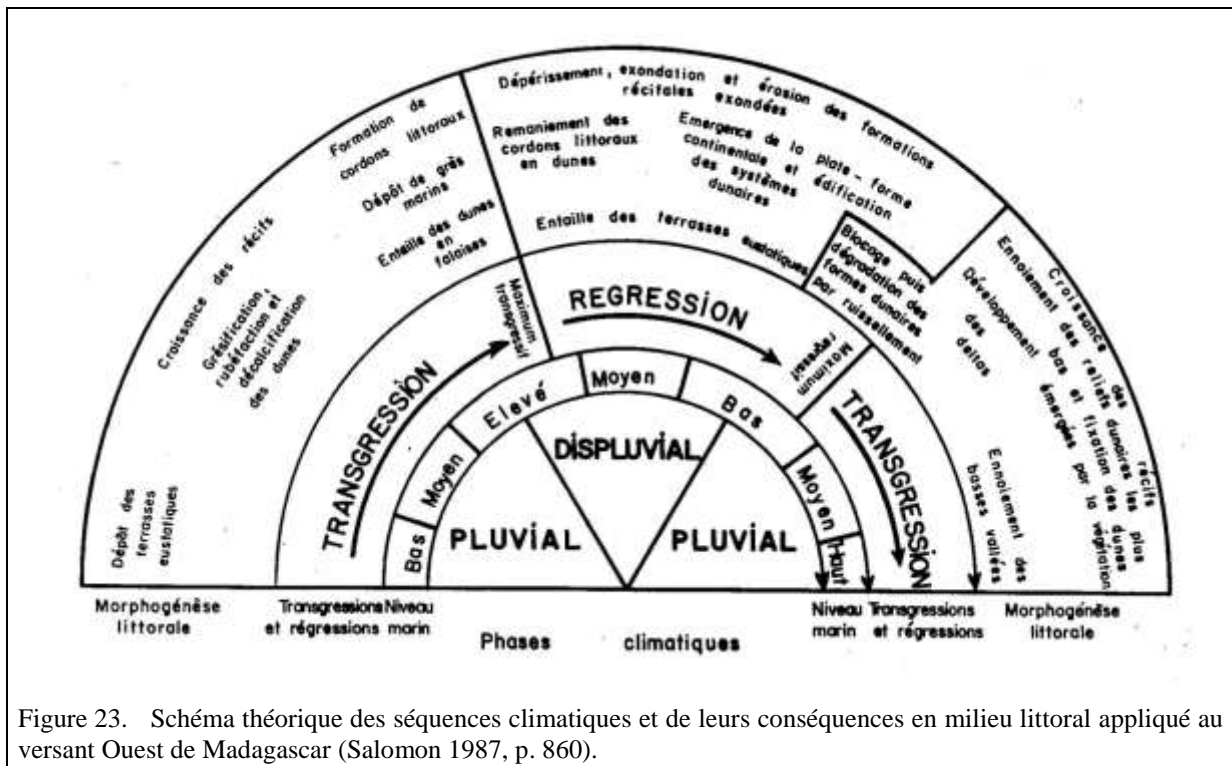 Dépérissement, exondation et érosion des formations
récifales exondées
Formation de
cordons littoraux
Remaniement des
cordons littoraux
en dunes
Emergence de la plate-forme
continentale et édification
des systèmes
dunaires
Dépôt de grès
marins
Entaille des dunes
en
falaises
Entaille des terrasses eustatiques
Croissance des récifs
Grésification,
rubéfaction et
décalcification
des dunes
Blocage puis
dégradation des
formes dunaires
par ruissellement
Croissance des récifs
Ennoiement des reliefs dunaires les plus
bas et fixation des dunes
émergées par la végétation
Développement
des
deltas
Maximum
transgressif
REGRESSION
Maximum
regressif
TRANSGRESSION
TRANSGRESSION
Dépôt des
terrasses
eustatiques
Ennoiement des
basses vallées
Bas
Moyen
Elevé
Moyen
Bas
Moyen
Haut
PLUVIAL
DISPLUVIAL
PLUVIAL
Morphogénèse
littorale
Transgressions
et régressions
Niveau
marin
Phases climatiques
Niveau
marin
Transgressions
et régressions
Morphogénèse
littorale
Figure 23. Schéma théorique des séquences climatiques et de leurs conséquences en milieu littoral appliqué au
versant Ouest de Madagascar (Salomon 1987, p. 860).